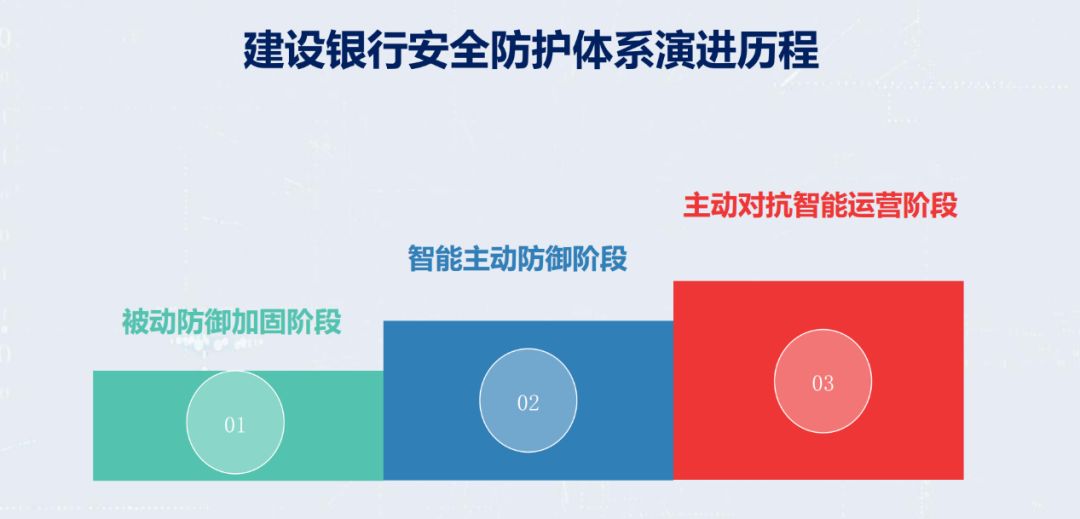 建设银行安全防护体系演进历程
主动对抗智能运营阶段
智能主动防御阶段
被动防御加固阶段
01
02
03